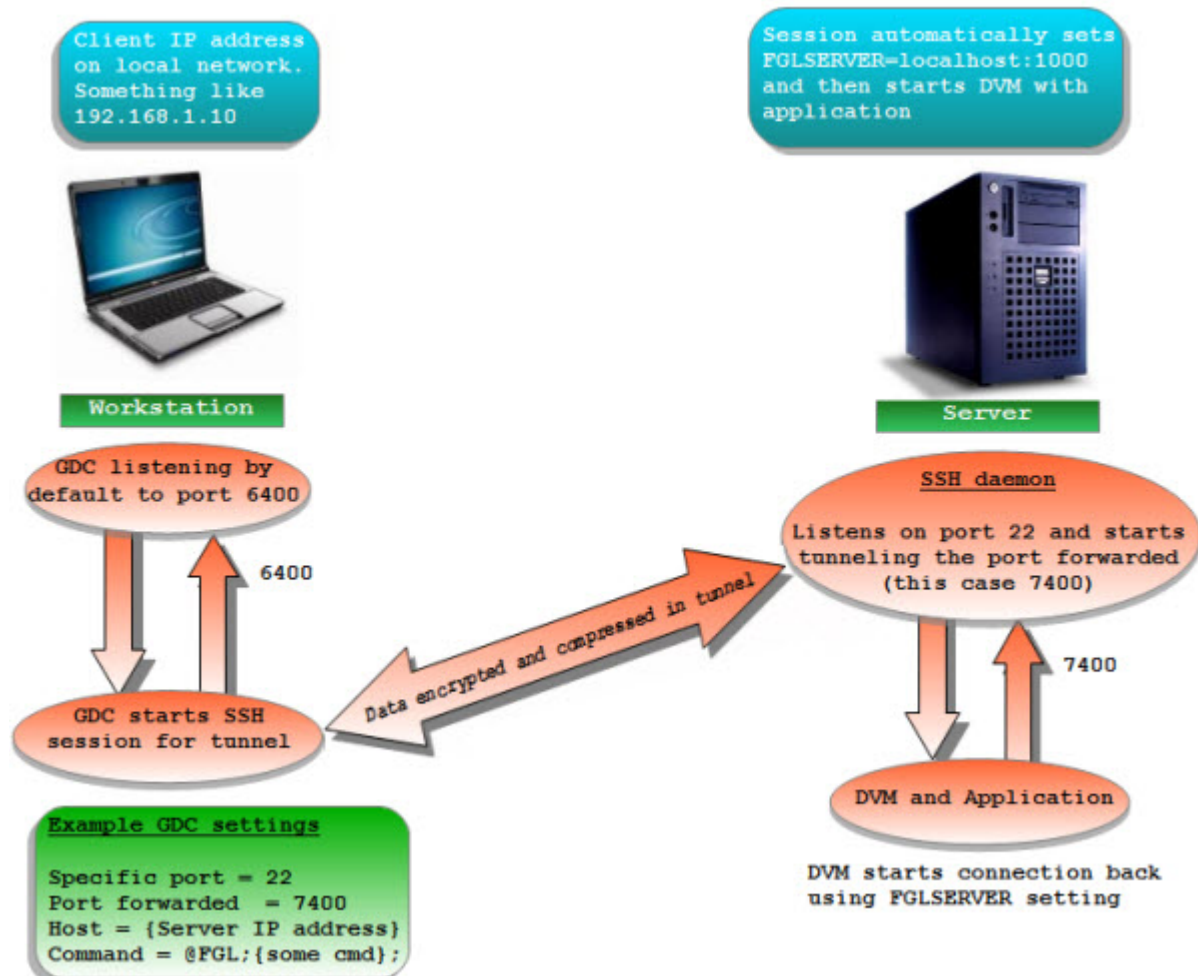 Client IP address
on local network.
Something like
192.168.1.10
Session automatically sets
FGLSERVER=localhost:1000
and then starts DVM with
application
Workstation
Server
GDC listening by
default to port 6400
6400
GDC starts SSH
session for tunnel
Data encrypted and compressed in tunnel
SSH daemon
Listens on port 22 and starts
tunneling the port forwarded
(this case 7400)
7400
DVM and Application
DVM starts connection back
using FGLSERVER setting
Example GDC settings
Specific port = 22
Port forwarded = 7400
Host = {Server IP address}
Command = @FGL;{some cmd};